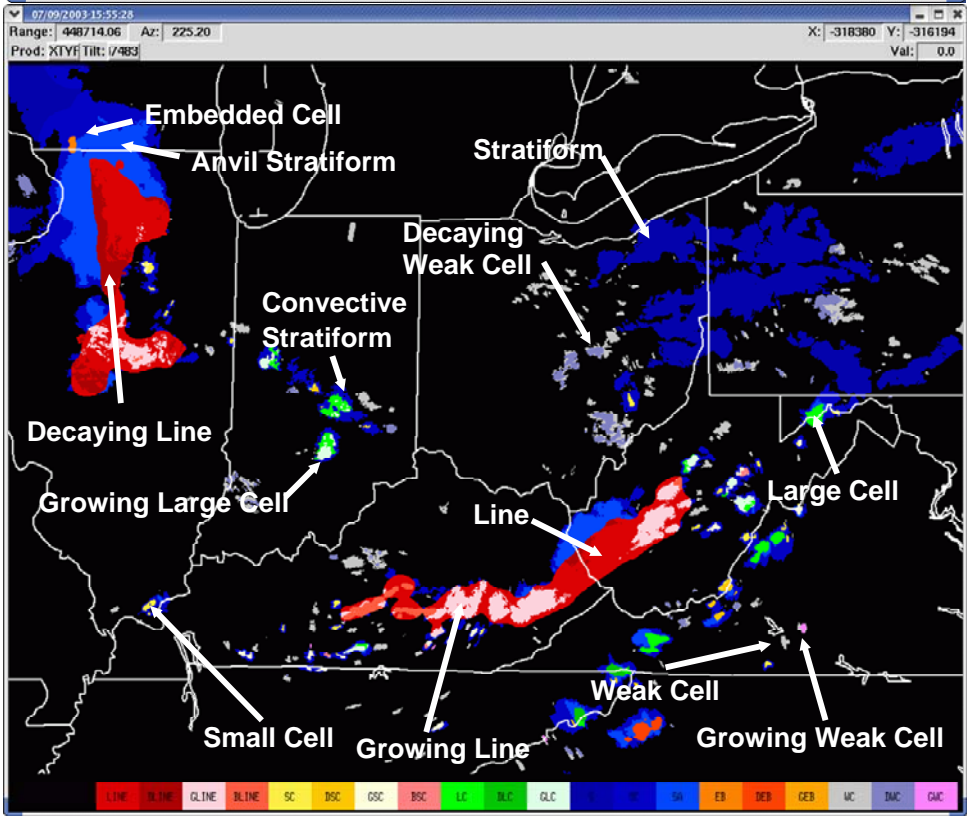 07/09/2003-15:55:28
Range: 448714.06 Az: 225.20 X: -318380 Y: -316194
Prod: XTYF Tilt: /7483 Val: 0.0
Embedded Cell
Anvil Stratiform
Stratiform
Decaying
Weak Cell
Convective
Stratiform
Decaying Line
Growing Large Cell
Line
Large Cell
Weak Cell
Small Cell
Growing Line
Growing Weak Cell
LINE GLINE BLINE SC DSC GSC BSC LC DLC GLC SA EB DEB GEB WC DWC GWC